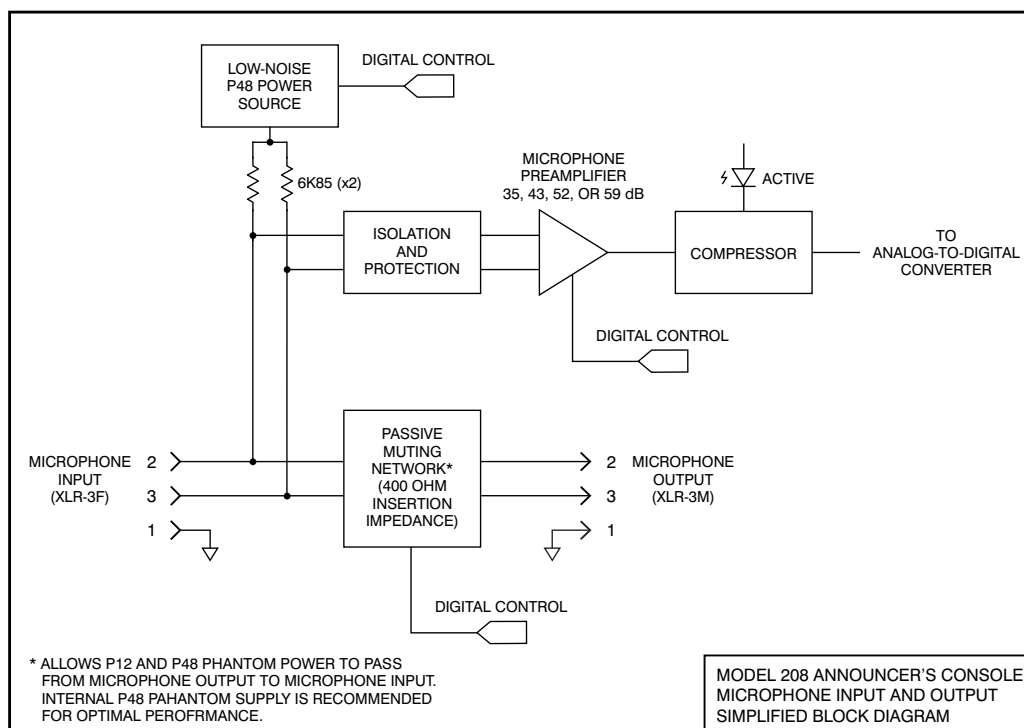 LOW-NOISE
P48 POWER
SOURCE
DIGITAL CONTROL
6K85 (x2)
MICROPHONE
PREAMPLIFIER
35, 43, 52, OR 59 dB
ACTIVE
ISOLATION
AND
PROTECTION
COMPRESSOR
TO
ANALOG-TO-DIGITAL
CONVERTER
DIGITAL CONTROL
MICROPHONE
INPUT
(XLR-3F)
2
3
1
PASSIVE
MUTING
NETWORK*
(400 OHM
INSERTION
IMPEDANCE)
2
3
1
MICROPHONE
OUTPUT
(XLR-3M)
DIGITAL CONTROL
* ALLOWS P12 AND P48 PHANTOM POWER TO PASS
FROM MICROPHONE OUTPUT TO MICROPHONE INPUT.
INTERNAL P48 PAHANTOM SUPPLY IS RECOMMENDED
FOR OPTIMAL PEROFRMANCE.
MODEL 208 ANNOUNCER'S CONSOLE
MICROPHONE INPUT AND OUTPUT
SIMPLIFIED BLOCK DIAGRAM